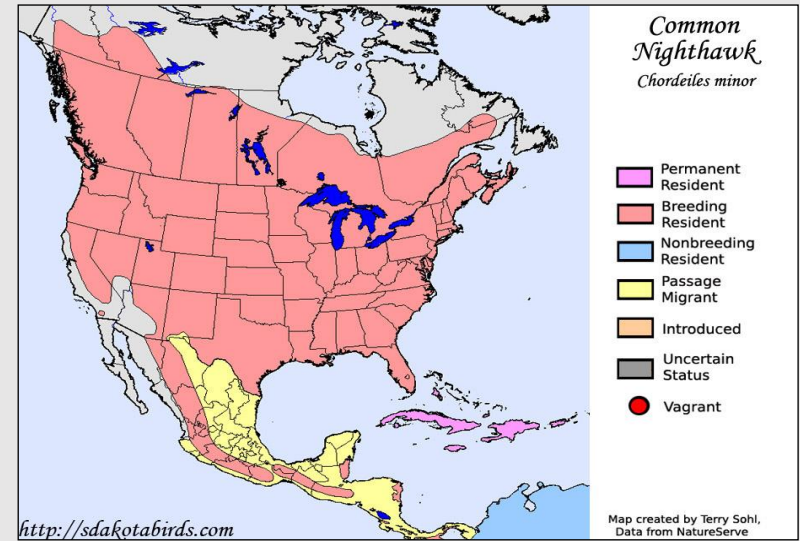 Common
Nighthawk
Chordeiles minor
Permanent
Resident
Breeding
Resident
Nonbreeding
Resident
Passage
Migrant
Introduced
Uncertain
Status
Vagrant
Map created by Terry Sohl,
Data from NatureServe
http://sdakotabirds.com